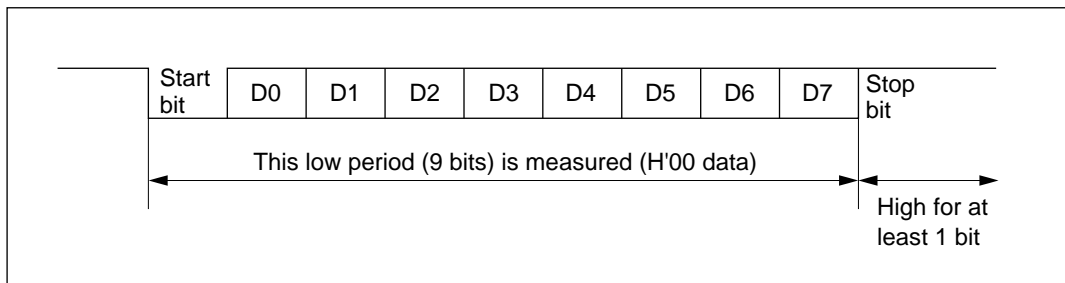 Start
bit
D0 D1 D2 D3 D4 D5 D6 D7
Stop
bit
This low period (9 bits) is measured (H'00 data)
High for at
least 1 bit